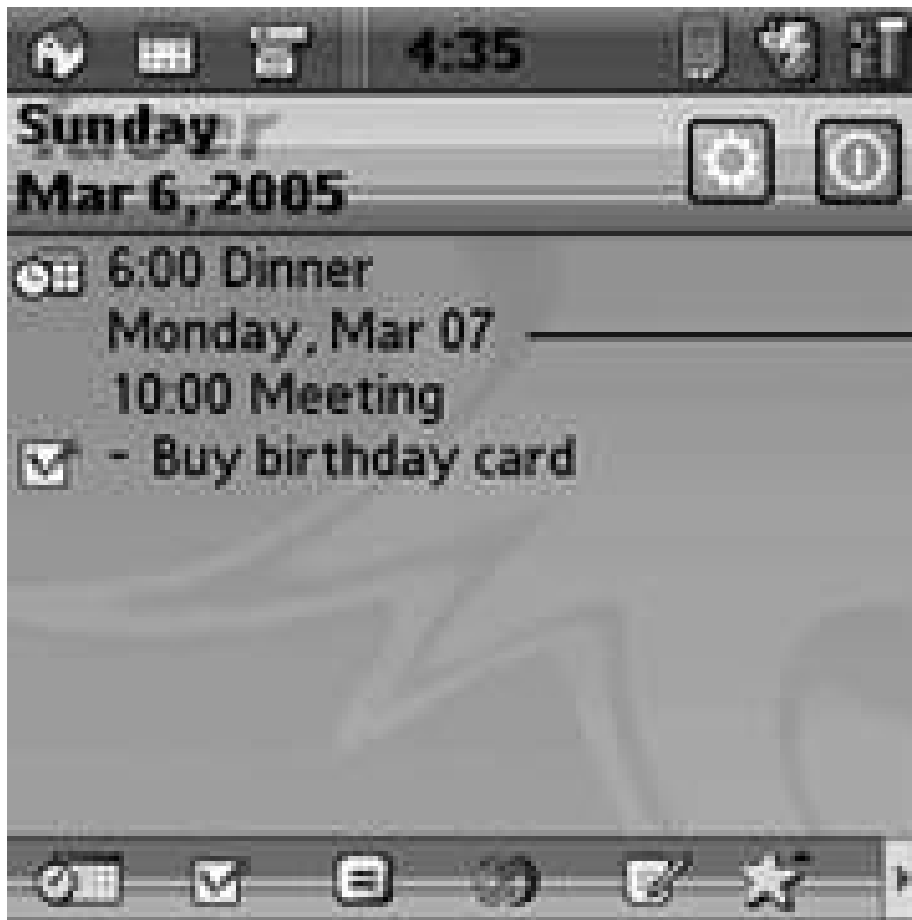 4:35
Sunday
Mar 6, 2005
6:00 Dinner
Monday, Mar 07
10:00 Meeting
- Buy birthday card